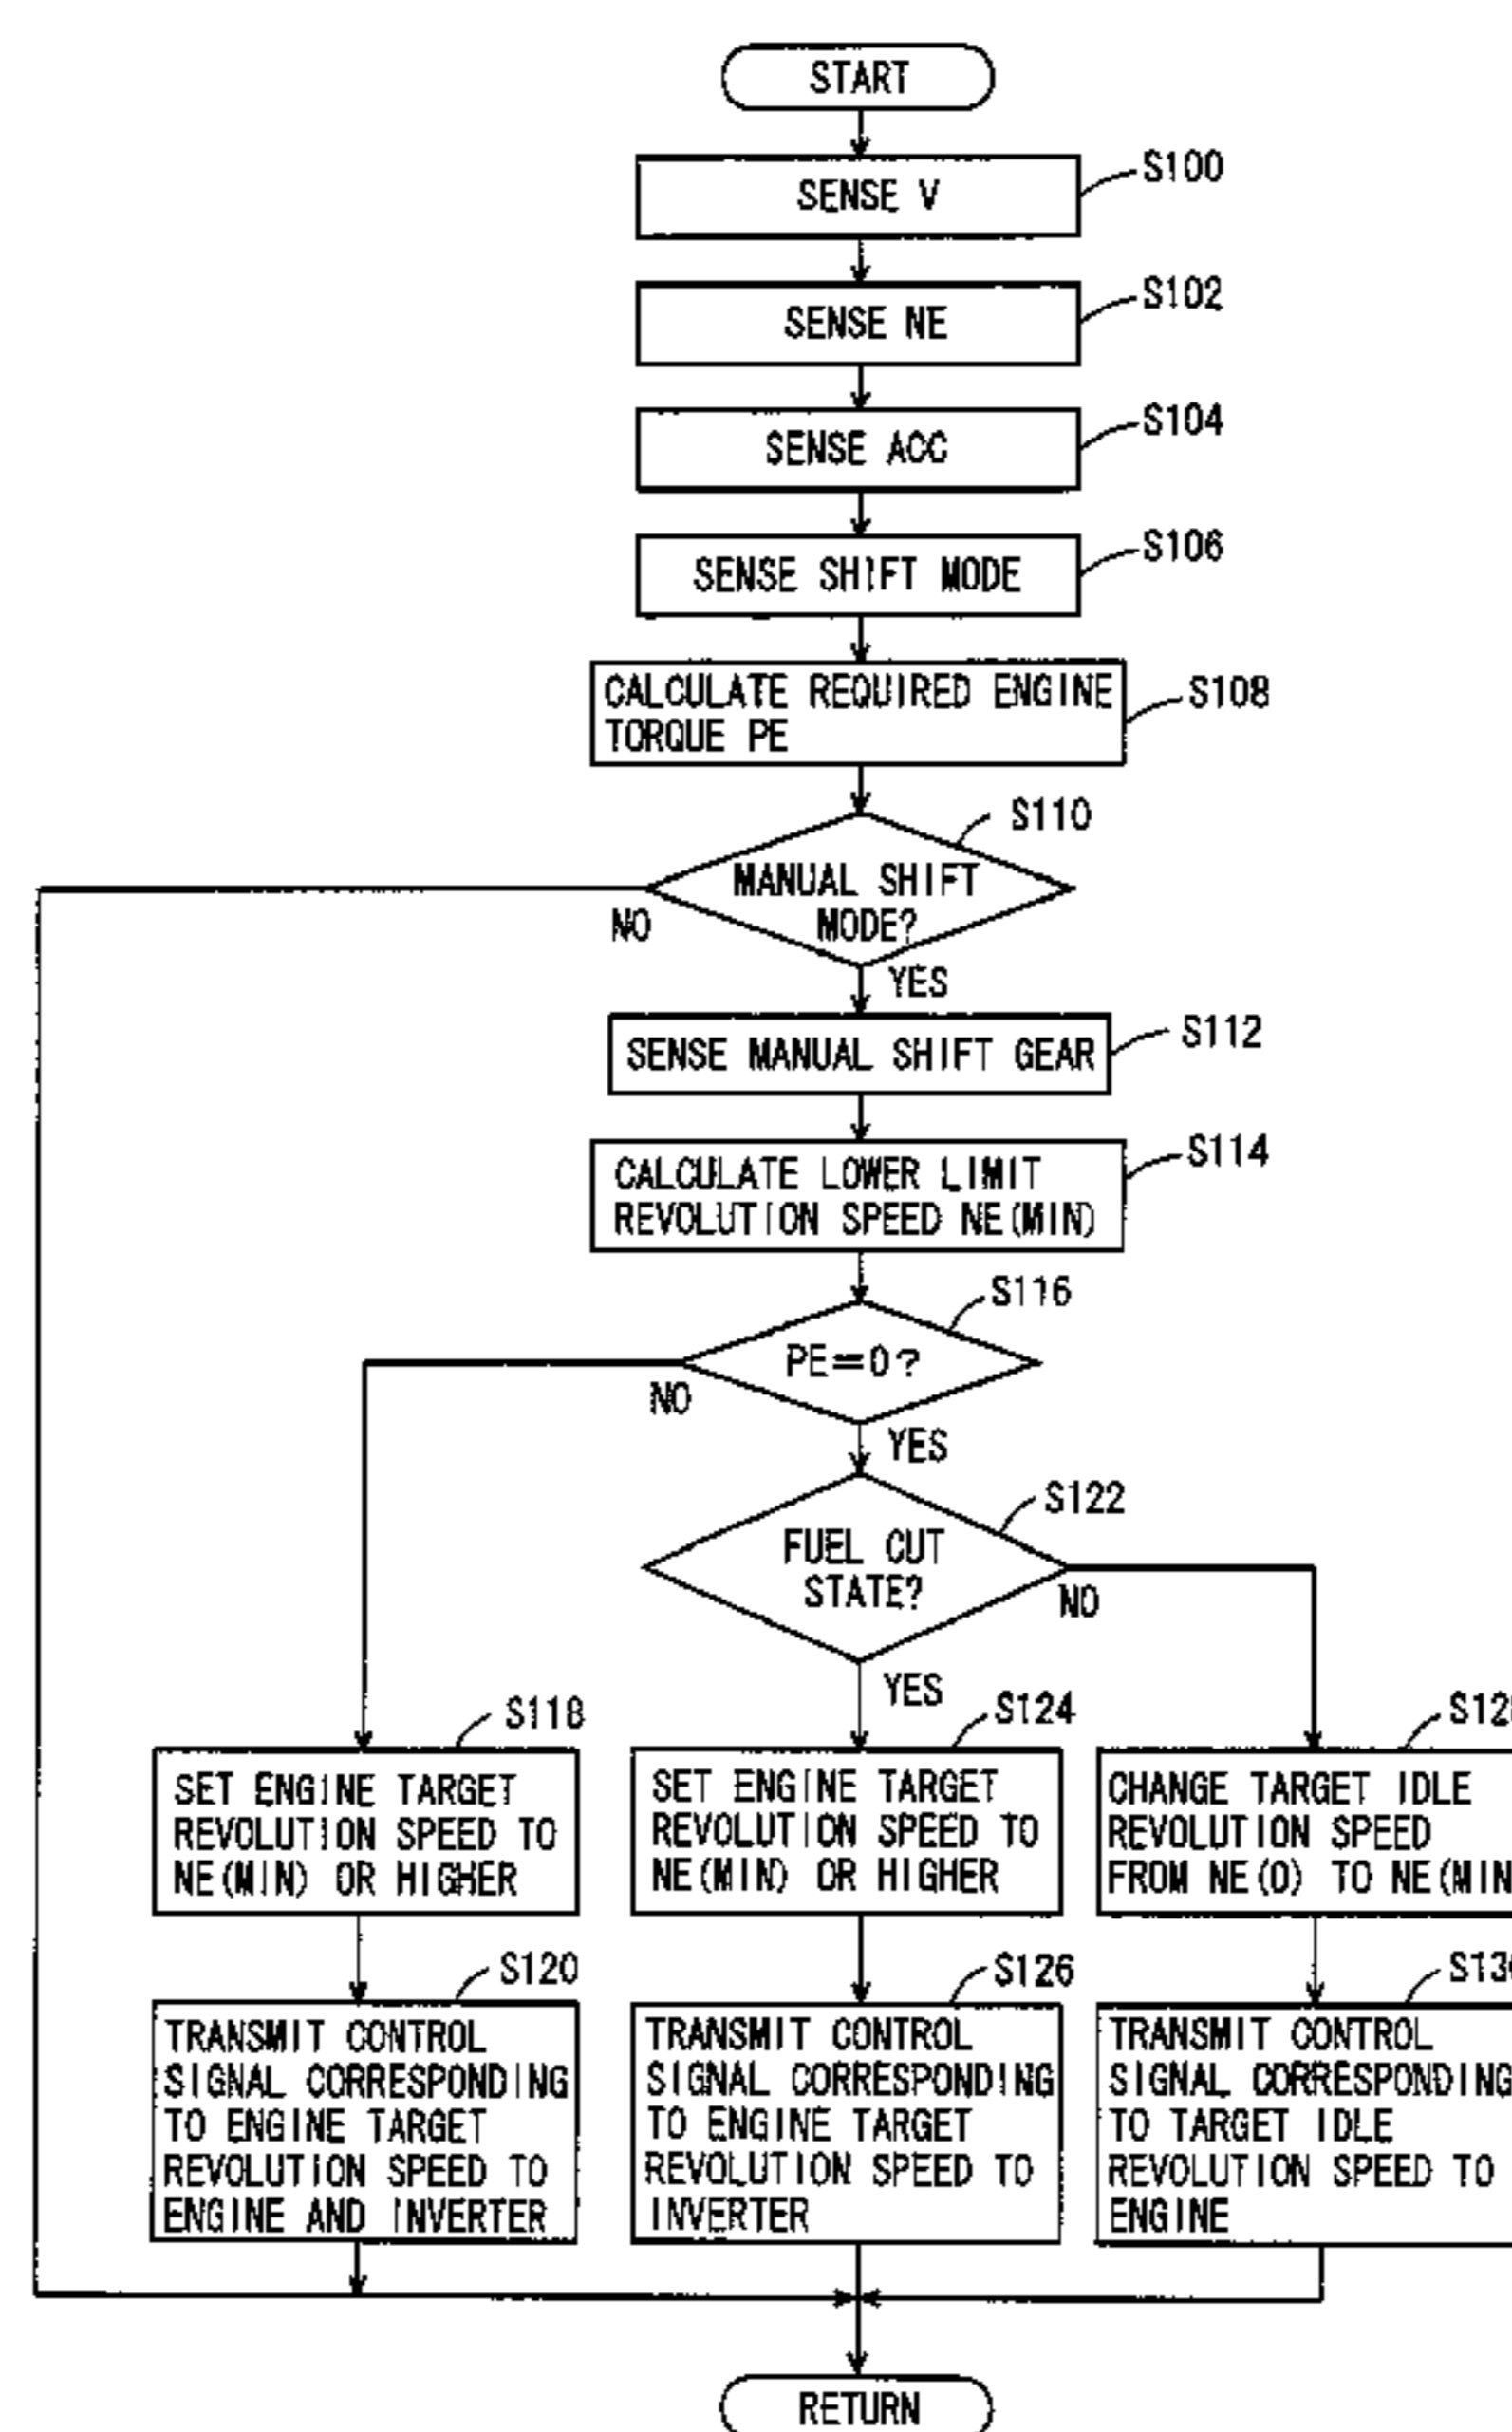 START
S100
SENSE V
S102
SENSE NE
S104
SENSE ACC
S106
SENSE SHIFT MODE
S108
CALCULATE REQUIRED ENGINE
TORQUE PE
S110
MANUAL SHIFT
MODE?
NO
YES
S112
SENSE MANUAL SHIFT GEAR
S114
CALCULATE LOWER LIMIT
REVOLUTION SPEED NE(MIN)
S116
PE=0?
NO
YES
S122
FUEL CUT
STATE?
NO
YES
S118
SET ENGINE TARGET
REVOLUTION SPEED TO
NE(MIN) OR HIGHER
S124
SET ENGINE TARGET
REVOLUTION SPEED TO
NE(MIN) OR HIGHER
CHANGE TARGET IDLE
REVOLUTION SPEED
FROM NE(0) TO NE(MIN
S120
TRANSMIT CONTROL
SIGNAL CORRESPONDING
TO ENGINE TARGET
REVOLUTION SPEED TO
ENGINE AND INVERTER
S126
TRANSMIT CONTROL
SIGNAL CORRESPONDING
TO ENGINE TARGET
REVOLUTION SPEED TO
INVERTER
TRANSMIT CONTROL
SIGNAL CORRESPONDING
TO TARGET IDLE
REVOLUTION SPEED TO
ENGINE
RETURN